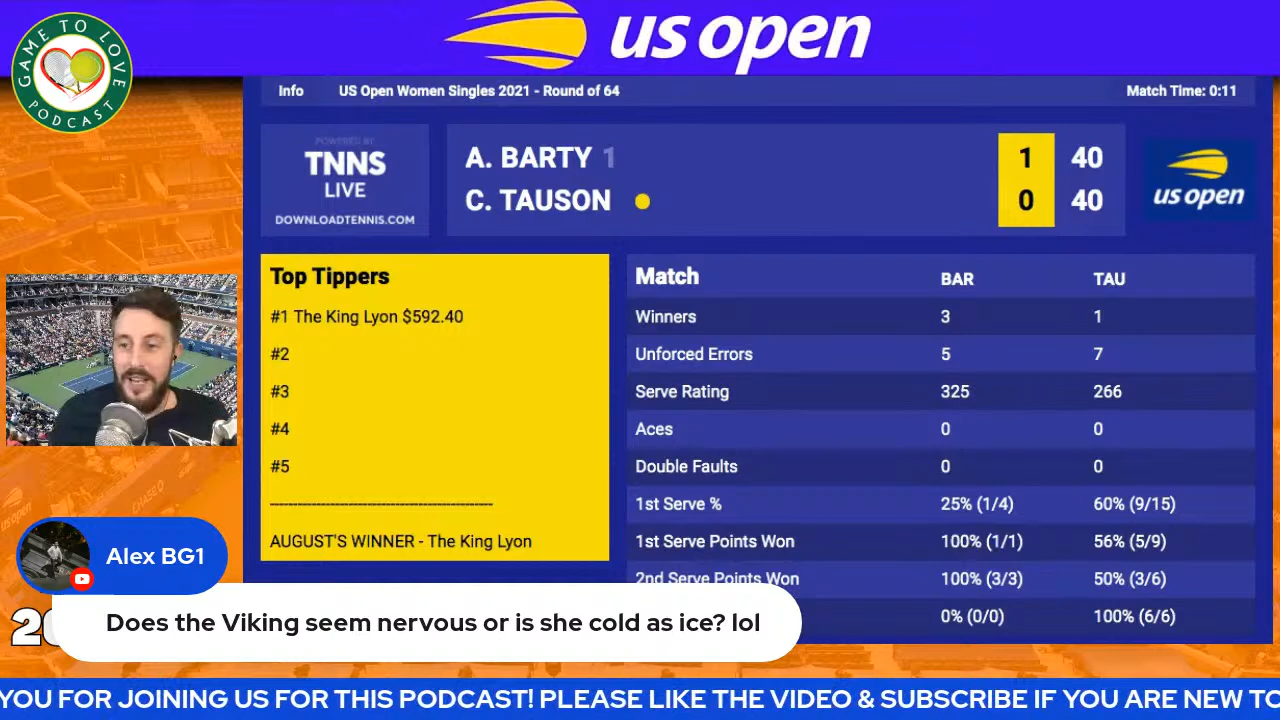 GAME TO LOVE
PODCAST
us open
Info US Open Women Singles 2021 - Round of 64 Match Time: 0:11
POWERED BY
TNNS
LIVE
DOWNLOADTENNIS.COM
A. BARTY 1 1 40
C. TAUSON 0 40
us open
Top Tippers
#1 The King Lyon $592.40
#2
#3
#4
#5
---
AUGUST'S WINNER - The King Lyon
Match BAR TAU
Winners 3 1
Unforced Errors 5 7
Serve Rating 325 266
Aces 0 0
Double Faults 0 0
1st Serve % 25% (1/4) 60% (9/15)
1st Serve Points Won 100% (1/1) 56% (5/9)
2nd Serve Points Won 100% (3/3) 50% (3/6)
0% (0/0) 100% (6/6)
Alex BG1
Does the Viking seem nervous or is she cold as ice? lol
YOU FOR JOINING US FOR THIS PODCAST! PLEASE LIKE THE VIDEO & SUBSCRIBE IF YOU ARE NEW TO